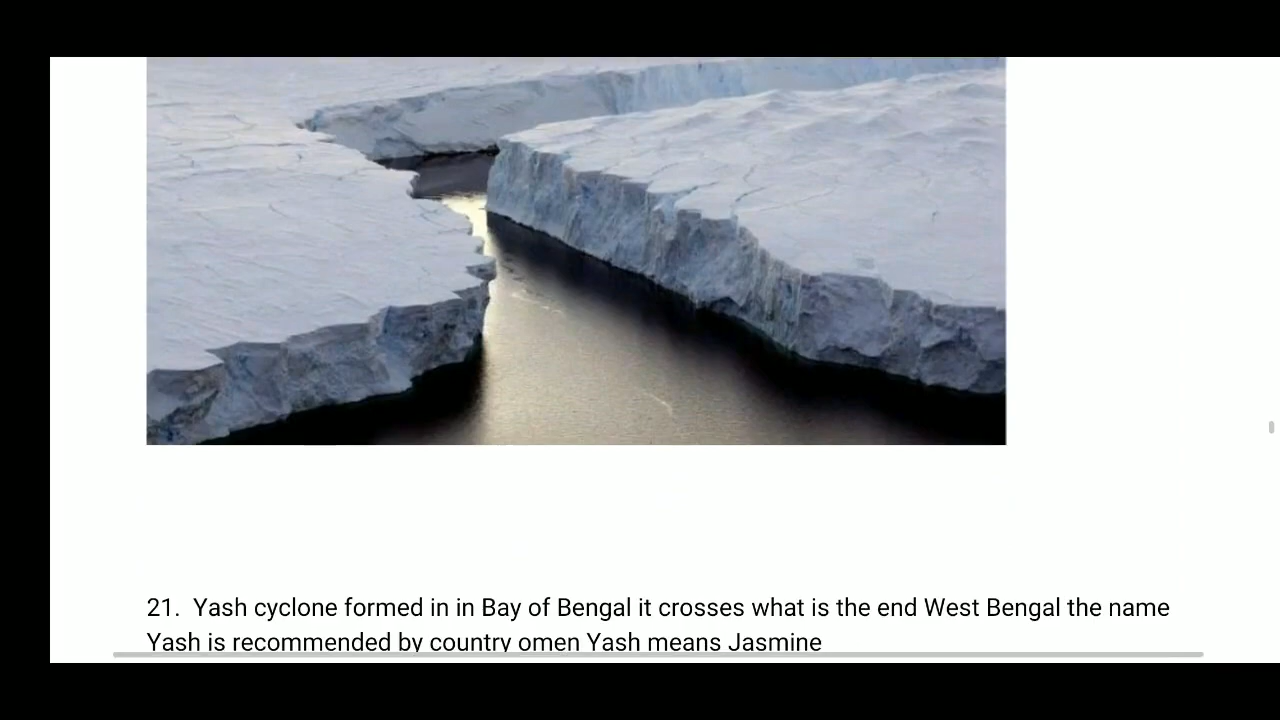 21. Yash cyclone formed in in Bay of Bengal it crosses what is the end West Bengal the name
Yash is recommended by country omen Yash means Jasmine